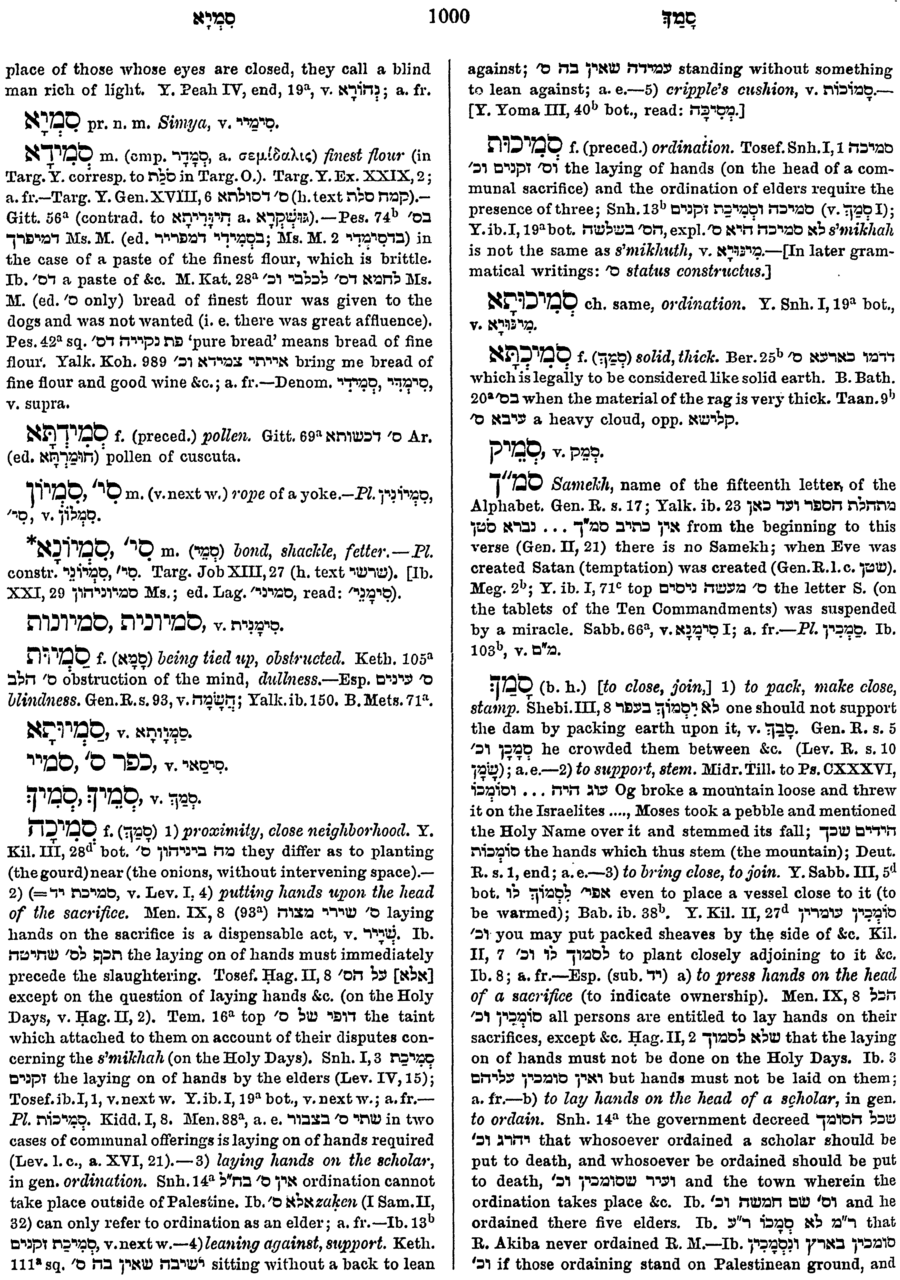 סִמְיָא 1000 סָמַךְ
place of those whose eyes are closed, they call a blind
man rich of light. Y. Peah IV, end, 19ᵃ, v. נְהוֹרָא; a. fr.
סִמְיָא pr. n. m. Simya, v. סִימַיי.
סְמִידָא m. (cmp. סְמָדָר, a. σεμίδαλις) finest flour (in
Targ. Y. corresp. to סֹלֶת in Targ. O.). Targ. Y. Ex. XXIX, 2;
a. fr.—Targ. Y. Gen. XVIII, 6 ס׳ דסולתא (h. text קמח סלת).—
Gitt. 56ᵃ (contrad. to חִיוָּרִיתָא a. גּוּשְׁקְרָא).—Pes. 74ᵇ בס׳
דמיפרך Ms. M. (ed. בסְמִידֵי דמפריר; Ms. M. 2 בדסימידי) in
the case of a paste of the finest flour, which is brittle.
Ib. דס׳ a paste of &c. M. Kat. 28ᵃ לחמא דס׳ לכלבי וכ׳ Ms.
M. (ed. ס׳ only) bread of finest flour was given to the
dogs and was not wanted (i. e. there was great affluence).
Pes. 42ᵃ sq. פת נקייה דס׳ ‘pure bread’ means bread of fine
flour. Yalk. Koh. 989 אייתי צמידא וכ׳ bring me bread of
fine flour and good wine &c.; a. fr.—Denom. סִימְדֵי, סְמִידֵי,
v. supra.
סְמִידְתָּא f. (preced.) pollen. Gitt. 69ᵃ ס׳ דכשותא Ar.
(ed. חוּמַרְתָּא) pollen of cuscuta.
סִמְיוֹן, סִי׳ m. (v. next w.) rope of a yoke.—Pl. סִמְיוֹנִין,
סִי׳, v. סִמְלוֹן.
*סִמְיוֹנָא, סִי׳ m. (סְמֵי) bond, shackle, fetter.—Pl.
constr. סִמְיוֹנֵי, סִי׳. Targ. Job XIII, 27 (h. text שרשי). [Ib.
XXI, 29 סמיוניהון Ms.; ed. Lag. סמיני׳, read: סִימָנֵי׳].
סמיונית, סמיונות, v. סִימָנִית.
סַמְיוּת f. (סָמָא) being tied up, obstructed. Keth. 105ᵃ
ס׳ הלב obstruction of the mind, dullness.—Esp. ס׳ עינים
blindness. Gen. R. s. 93, v. הֲשָׂמָה; Yalk. ib. 150. B. Mets. 71ᵃ.
סַמְיוּתָא, v. סַמְוָותָא.
סמיי, כפר ס׳, v. סיסאי.
סָמִיךְ, סָמֵיךְ, v. סָמַךְ.
סְמִיכָה f. (סָמַךְ) 1) proximity, close neighborhood. Y.
Kil. III, 28ᵈ bot. מה ביניהון ס׳ they differ as to planting
(the gourd) near (the onions, without intervening space).—
2) (=סמיכת יד, v. Lev. I, 4) putting hands upon the head
of the sacrifice. Men. IX, 8 (93ᵃ) ס׳ שירי מצוה laying
hands on the sacrifice is a dispensable act, v. שִׁיָּר. Ib.
תכף לס׳ שחיטה the laying on of hands must immediately
precede the slaughtering. Tosef. Ḥag. II, 8 [אלא] על הס׳
except on the question of laying hands &c. (on the Holy
Days, v. Ḥag. II, 2). Tem. 16ᵃ top דופי של ס׳ the taint
which attached to them on account of their disputes con-
cerning the s’mikhah (on the Holy Days). Snh. I, 3 סְמִיכַת
זקנים the laying on of hands by the elders (Lev. IV, 15);
Tosef. ib. I, 1, v. next w. Y. ib. I, 19ᵃ bot., v. next w.; a. fr.—
Pl. סְמִיכוֹת. Kidd. I, 8. Men. 88ᵃ, a. e. שתי ס׳ בצבור in two
cases of communal offerings is laying on of hands required
(Lev. l. c., a. XVI, 21).—3) laying hands on the scholar,
in gen. ordination. Snh. 14ᵃ אין ס׳ בח״ל ordination cannot
take place outside of Palestine. Ib. אלא ס׳ zaḳen (I Sam. II,
32) can only refer to ordination as an elder; a. fr.—Ib. 13ᵇ
סְמִיכַת זקנים, v. next w.—4) leaning against, support. Keth.
111ᵃ sq. ישיבה שאין בה ס׳ sitting without a back to lean
against; עמידה שאין בה ס׳ standing without something
to lean against; a. e.—5) cripple’s cushion, v. סָמוֹכוֹת.—
[Y. Yoma III, 40ᵇ bot., read: מְסִיכָּה.]
סְמִיכוּת f. (preced.) ordination. Tosef. Snh. I, 1 סמיכה
וס׳ זקנים וכ׳ the laying of hands (on the head of a com-
munal sacrifice) and the ordination of elders require the
presence of three; Snh. 13ᵇ סמיכה וסמיכת זקנים (v. סָמַךְ I);
Y. ib. I, 19ᵃ bot. הס׳ בשלשה, expl. לא סמיכה היא ס׳ s’mikhah
is not the same as s’mikhuth, v. מִינּוּיָא.—[In later gram-
matical writings: ס׳ status constructus.]
סְמִיכוּתָא ch. same, ordination. Y. Snh. I, 19ᵃ bot.,
v. מִינּוּיָא.
סְמִיכְתָּא f. (סְמַךְ) solid, thick. Ber. 25ᵇ ס׳ דדמו כארעא
which is legally to be considered like solid earth. B. Bath.
20ᵃ בס׳ when the material of the rag is very thick. Taan. 9ᵇ
עיבא ס׳ a heavy cloud, opp. קלישא.
סָמֵיק, v. סְמַק.
סמ״ך Samekh, name of the fifteenth letter of the
Alphabet. Gen. R. s. 17; Yalk. ib. 23 מתחלת הספר ועד כאן
אין כתיב סמ״ך ... נברא סטן from the beginning to this
verse (Gen. II, 21) there is no Samekh; when Eve was
created Satan (temptation) was created (Gen. R. l. c. שטן).
Meg. 2ᵇ; Y. ib. I, 71ᶜ top ס׳ מעשה ניסים the letter S. (on
the tablets of the Ten Commandments) was suspended
by a miracle. Sabb. 66ᵃ, v. סִימָנָא I; a. fr.—Pl. סַמְכִין. Ib.
103ᵇ, v. מ״ם.
סָמַךְ (b. h.) [to close, join,] 1) to pack, make close,
stamp. Shebi. III, 8 לא יִסְמוֹךְ בעפר one should not support
the dam by packing earth upon it, v. סָבַךְ. Gen. R. s. 5
סְמָכָן וכ׳ he crowded them between &c. (Lev. R. s. 10
שָׂמָן); a. e.—2) to support, stem. Midr. Till. to Ps. CXXXVI,
עוג היה ... וסוֹמְכוֹ Og broke a mountain loose and threw
it on the Israelites ...., Moses took a pebble and mentioned
the Holy Name over it and stemmed its fall; הידים שכך
סוֹמְכוֹת the hands which thus stem (the mountain); Deut.
R. s. 1, end; a. e.—3) to bring close, to join. Y. Sabb. III, 5ᵈ
bot. אפי׳ לִסְמוֹךְ לו even to place a vessel close to it (to
be warmed); Bab. ib. 38ᵇ. Y. Kil. II, 27ᵈ סוֹמְכִין עומרין
וכ׳ you may put packed sheaves by the side of &c. Kil.
II, 7 לסמוך לו וכ׳ to plant closely adjoining to it &c.
Ib. 8; a. fr.—Esp. (sub. יד) a) to press hands on the head
of a sacrifice (to indicate ownership). Men. IX, 8 הכל
סוֹמְכִין וכ׳ all persons are entitled to lay hands on their
sacrifices, except &c. Ḥag. II, 2 שלא לסמוך that the laying
on of hands must not be done on the Holy Days. Ib. 3
ואין סומכין עליהם but hands must not be laid on them;
a. fr.—b) to lay hands on the head of a scholar, in gen.
to ordain. Snh. 14ᵃ the government decreed שכל הסומך
יהרג וכ׳ that whosoever ordained a scholar should be
put to death, and whosoever be ordained should be put
to death, ועיר שסומכין וכ׳ and the town wherein the
ordination takes place &c. Ib. וס׳ שם חמשה וכ׳ and he
ordained there five elders. Ib. ר״מ לא סְמָכוֹ ר״ע that
R. Akiba never ordained R. M.—Ib. סומכין בארץ ונִסְמָכִין
וכ׳ if those ordaining stand on Palestinean ground, and